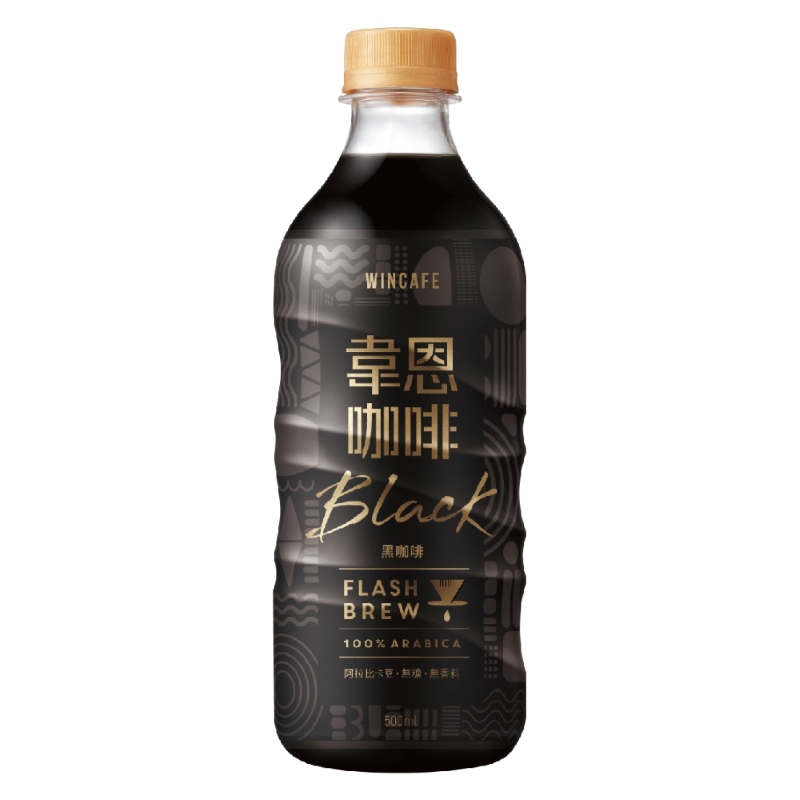 WINCAFE
韋恩
咖啡
Black
黑咖啡
FLASH
BREW
100% ARABICA
阿拉比卡豆·無糖·無香料
500ml